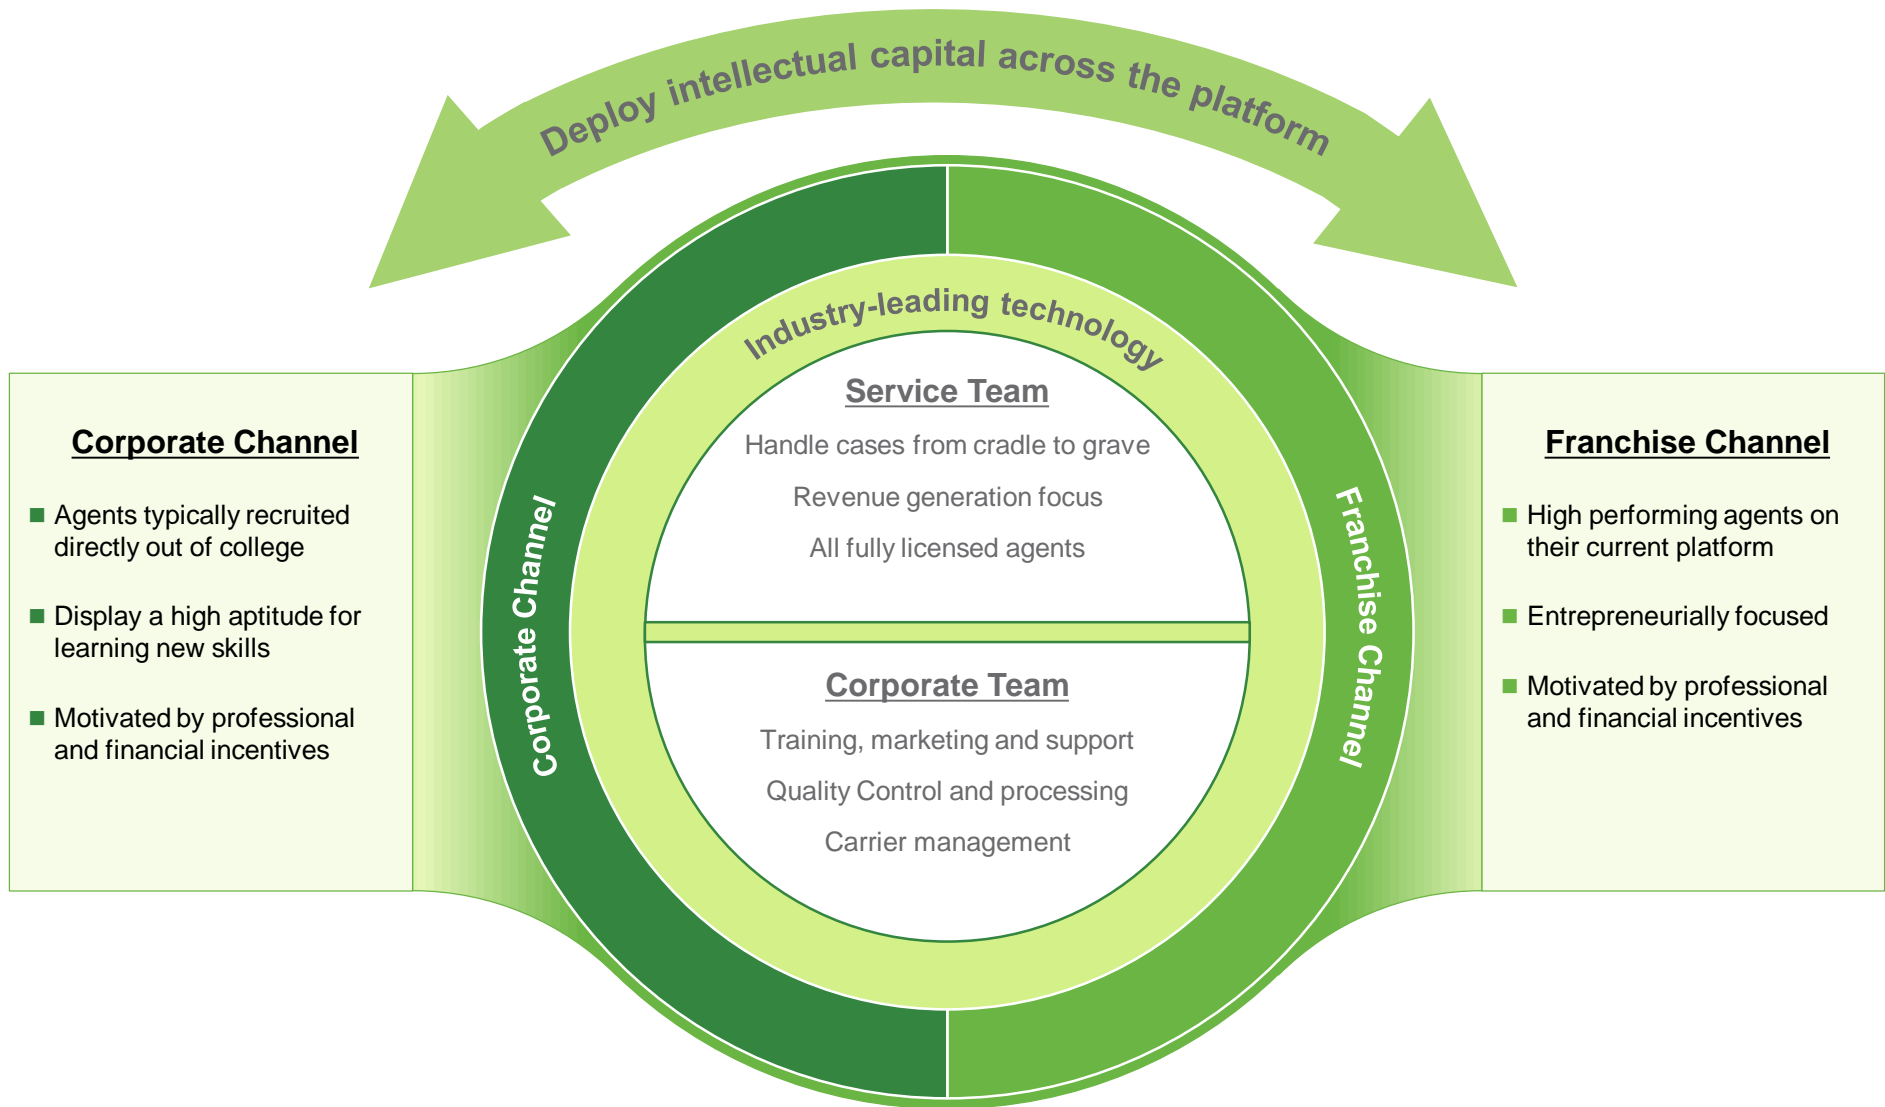 Deploy intellectual capital across the platform
Industry-leading technology
Corporate Channel
Agents typically recruited
directly out of college
Display a high aptitude for
learning new skills
Motivated by professional
and financial incentives
Corporate Channel
Service Team
Handle cases from cradle to grave
Revenue generation focus
All fully licensed agents
Corporate Team
Training, marketing and support
Quality Control and processing
Carrier management
Franchise Channel
Franchise Channel
High performing agents on
their current platform
Entrepreneurially focused
Motivated by professional
and financial incentives